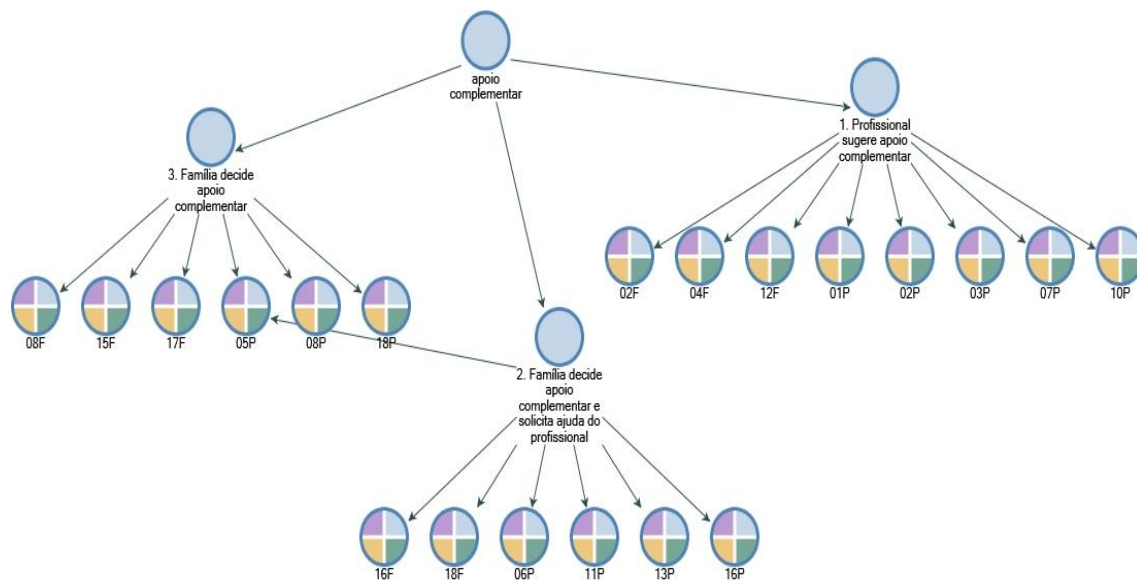 apoio
complementar
1. Profissional
sugere apoio
complementar
3. Família decide
apoio
complementar
02F 04F 12F 01P 02P 03P 07P 10P
08F 15F 17F 05P 08P 18P
2. Família decide
apoio
complementar e
solicita ajuda do
profissional
16F 18F 06P 11P 13P 16P